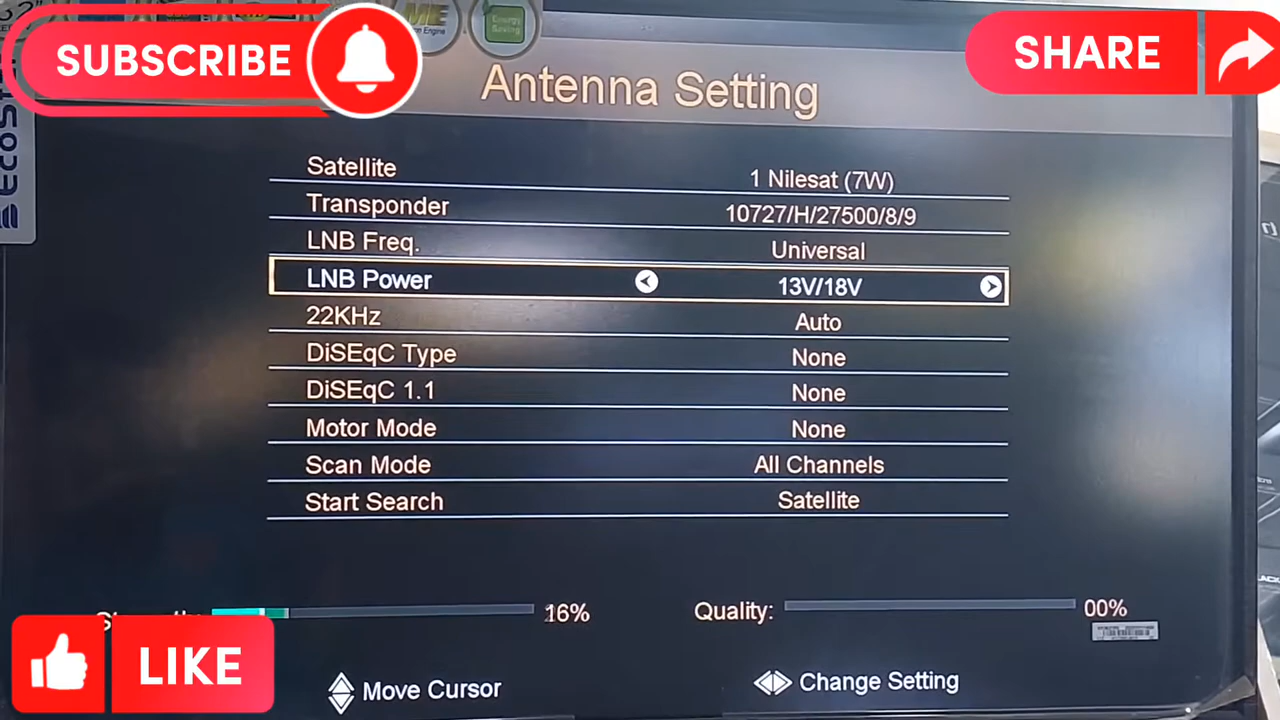 SUBSCRIBE
SHARE
Energy
Saving
Antenna Setting
Satellite 1 Nilesat (7W)
Transponder 10727/H/27500/8/9
LNB Freq. Universal
LNB Power 13V/18V
22KHz Auto
DiSEqC Type None
DiSEqC 1.1 None
Motor Mode None
Scan Mode All Channels
Start Search Satellite
16% Quality: 00%
LIKE
Move Cursor Change Setting